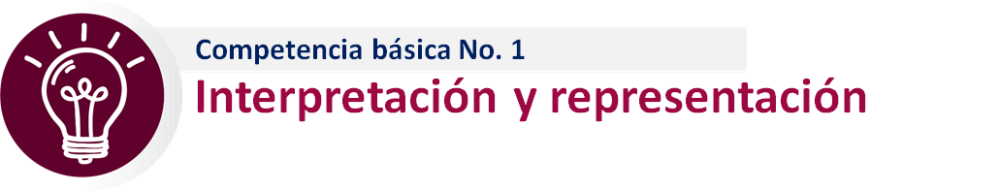 Competencia básica No. 1
Interpretación y representación